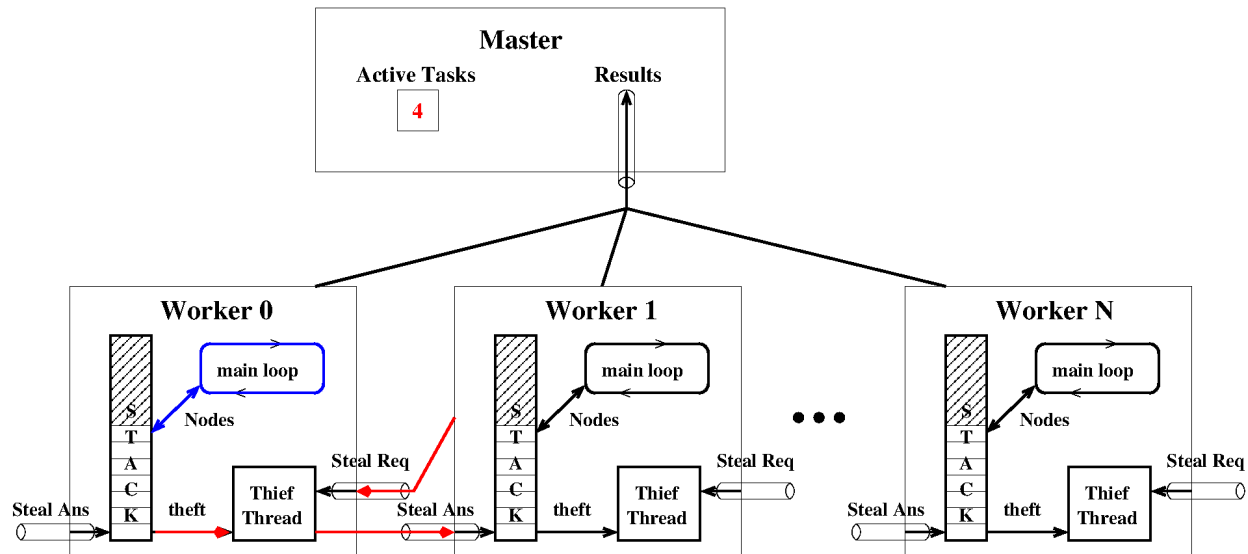 Master
Active Tasks
Results
4
Worker 0
main loop
Nodes
S
T
A
C
K
Steal Req
Steal Ans
theft
Thief
Thread
Worker 1
main loop
Nodes
S
T
A
C
K
Steal Req
Steal Ans
theft
Thief
Thread
Worker N
main loop
Nodes
S
T
A
C
K
Steal Req
Steal Ans
theft
Thief
Thread